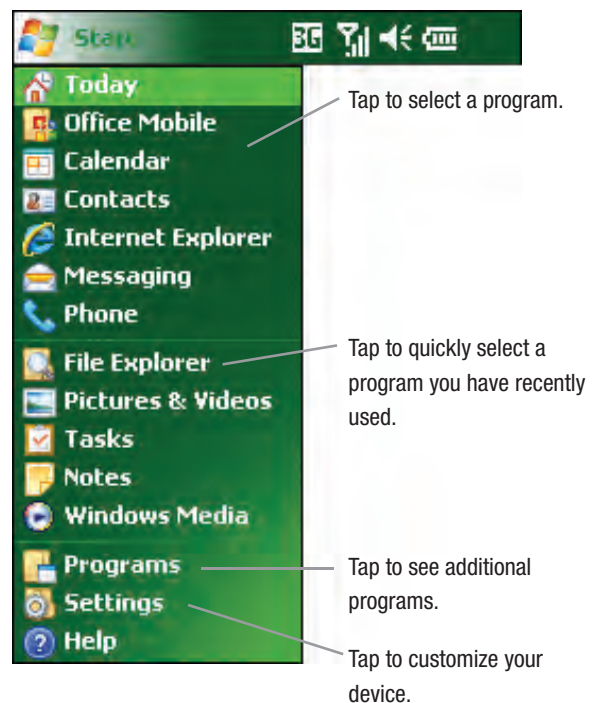 Start
3G
Today
Office Mobile
Calendar
Contacts
Internet Explorer
Messaging
Phone
File Explorer
Pictures & Videos
Tasks
Notes
Windows Media
Programs
Settings
Help
Tap to select a program.
Tap to quickly select a
program you have recently
used.
Tap to see additional
programs.
Tap to customize your
device.